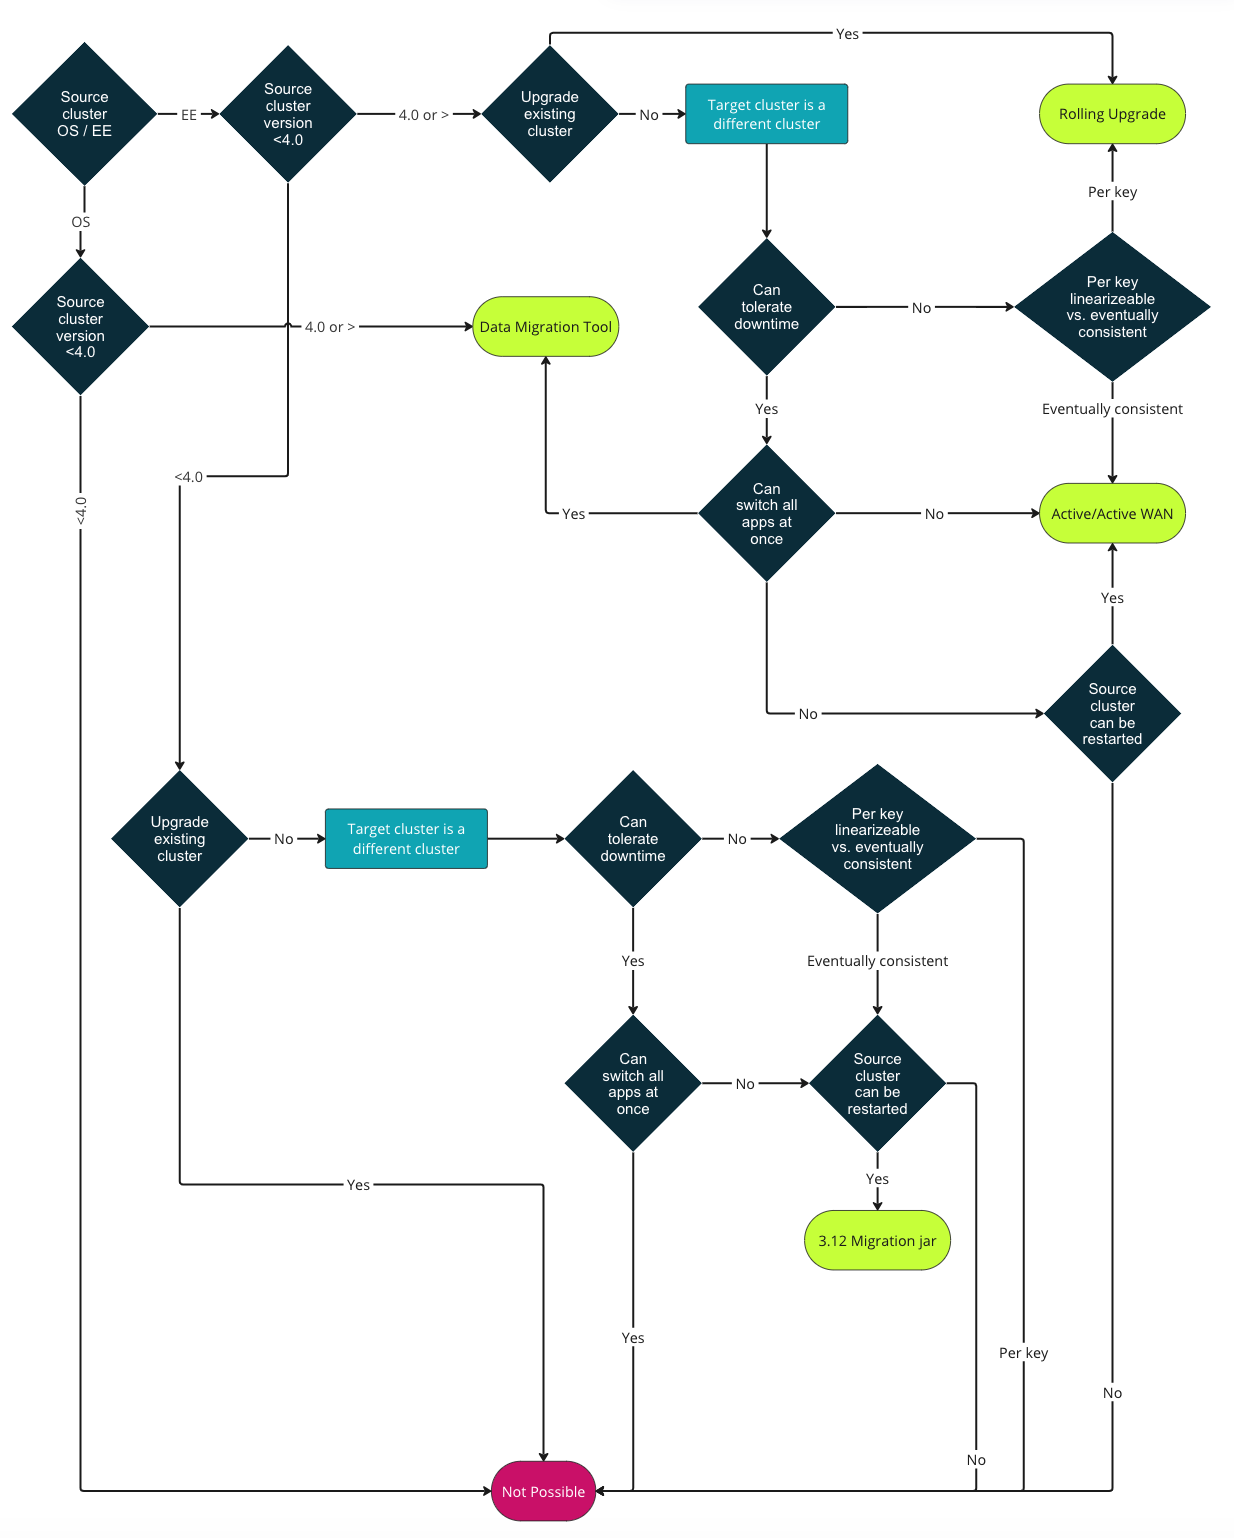 Yes
Source
cluster
OS / EE
EE
Source
cluster
version
<4.0
4.0 or >
Upgrade
existing
cluster
No
Target cluster is a
different cluster
Rolling Upgrade
Per key
OS
Source
cluster
version
<4.0
4.0 or >
Data Migration Tool
Can
tolerate
downtime
No
Per key
linearizeable
vs. eventually
consistent
Yes
Eventually consistent
<4.0
<4.0
Yes
Can
switch all
apps at
once
No
Active/Active WAN
Yes
No
Source
cluster
can be
restarted
Upgrade
existing
cluster
No
Target cluster is a
different cluster
Can
tolerate
downtime
No
Per key
linearizeable
vs. eventually
consistent
Yes
Eventually consistent
Can
switch all
apps at
once
No
Source
cluster
can be
restarted
Yes
Yes
3.12 Migration jar
Yes
Per key
No
No
Not Possible